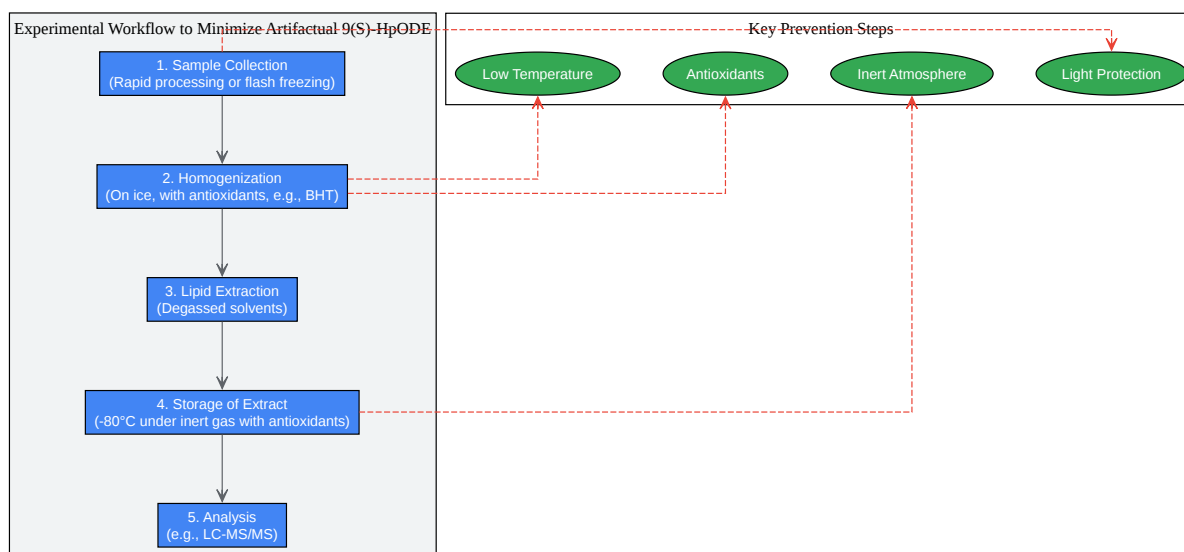 Experimental Workflow to Minimize Artifactual 9(S)-HpODE
1. Sample Collection
(Rapid processing or flash freezing)
2. Homogenization
(On ice, with antioxidants, e.g., BHT)
3. Lipid Extraction
(Degassed solvents)
4. Storage of Extract
(-80°C under inert gas with antioxidants)
5. Analysis
(e.g., LC-MS/MS)
Key Prevention Steps
Low Temperature
Antioxidants
Inert Atmosphere
Light Protection